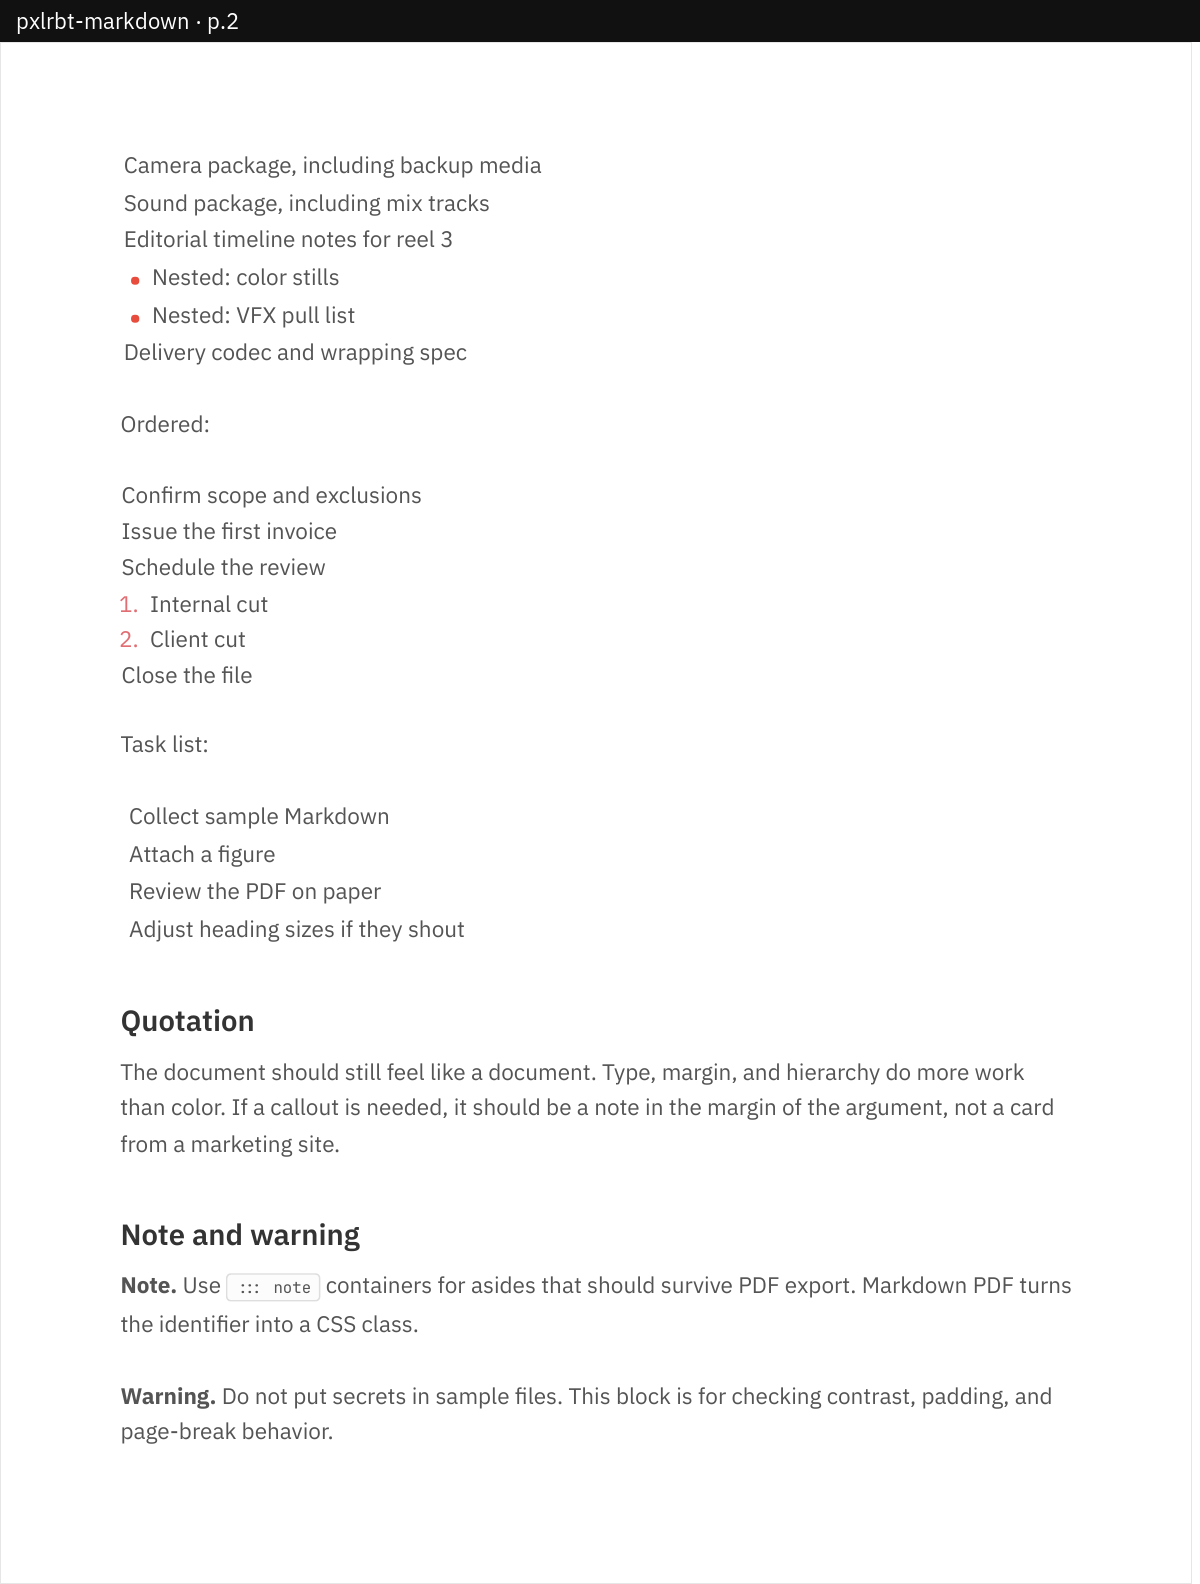 pxlrbt-markdown · p.2
Camera package, including backup media
Sound package, including mix tracks
Editorial timeline notes for reel 3
• Nested: color stills
• Nested: VFX pull list
Delivery codec and wrapping spec
Ordered:
Confirm scope and exclusions
Issue the first invoice
Schedule the review
1. Internal cut
2. Client cut
Close the file
Task list:
Collect sample Markdown
Attach a figure
Review the PDF on paper
Adjust heading sizes if they shout
Quotation
The document should still feel like a document. Type, margin, and hierarchy do more work
than color. If a callout is needed, it should be a note in the margin of the argument, not a card
from a marketing site.
Note and warning
Note. Use ::: note containers for asides that should survive PDF export. Markdown PDF turns
the identifier into a CSS class.
Warning. Do not put secrets in sample files. This block is for checking contrast, padding, and
page-break behavior.